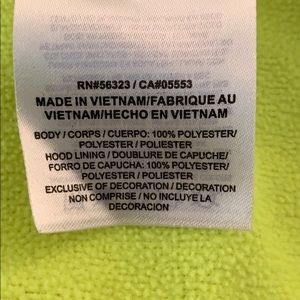 RN#56323 / CA#05553
MADE IN VIETNAM/FABRIQUE AU
VIETNAM/HECHO EN VIETNAM
BODY / CORPS / CUERPO: 100% POLYESTER/
POLYESTER / POLIESTER
HOOD LINING / DOUBLURE DE CAPUCHE/
FORRO DE CAPUCHA: 100% POLYESTER/
POLYESTER / POLIESTER
EXCLUSIVE OF DECORATION / DECORATION
NON COMPRISE / NO INCLUYE LA
DECORACION